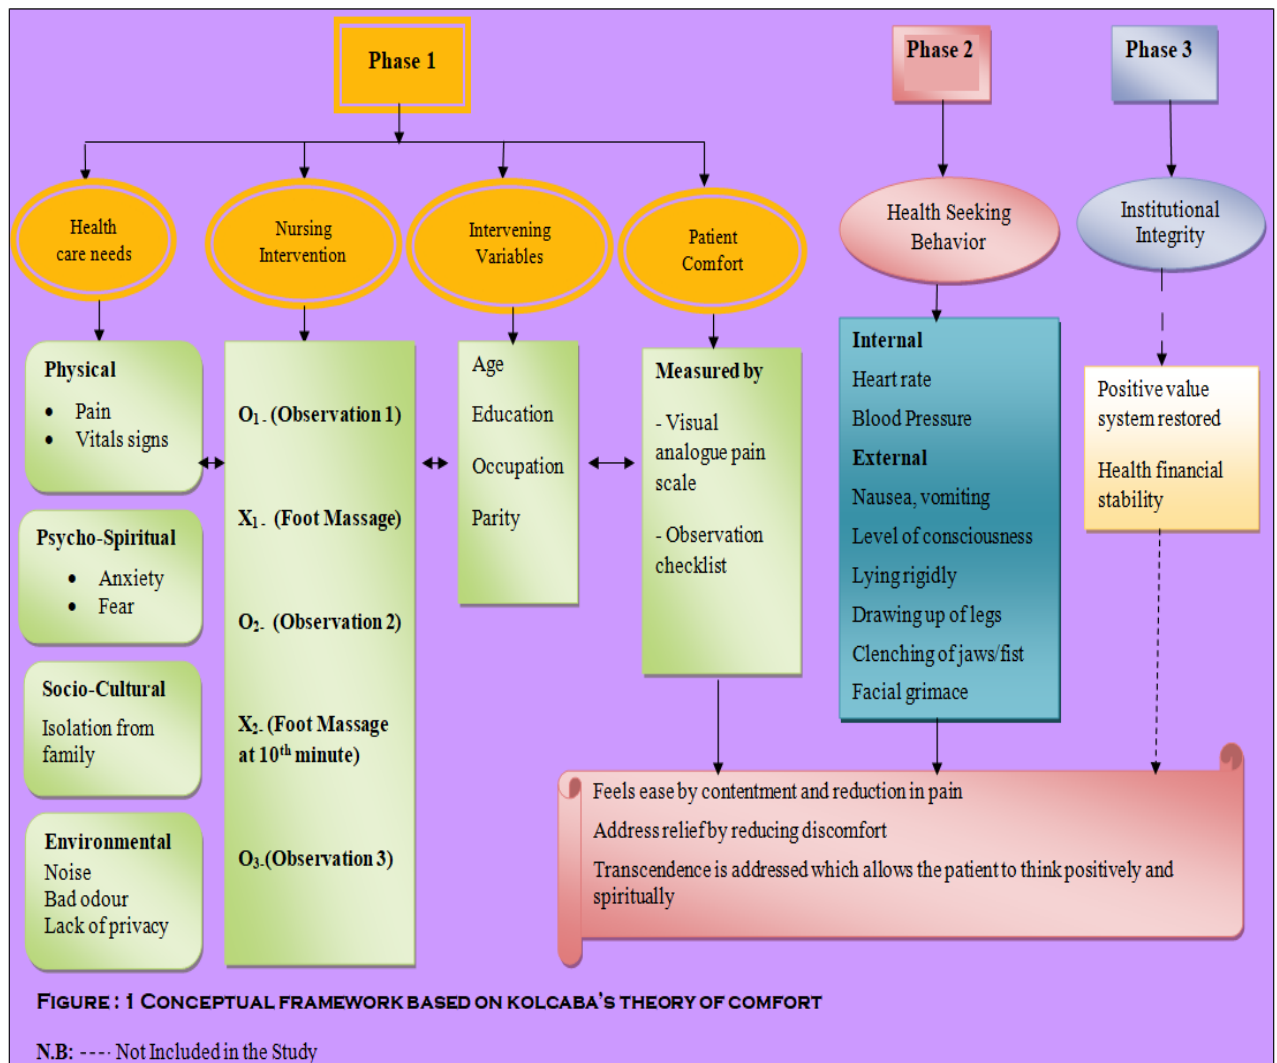 Phase 1
Phase 2
Phase 3
Health
care needs
Nursing
Intervention
Intervening
Variables
Patient
Comfort
Health Seeking
Behavior
Institutional
Integrity
Physical
• Pain
• Vitals signs
Psycho-Spiritual
• Anxiety
• Fear
Socio-Cultural
Isolation from
family
Environmental
Noise
Bad odour
Lack of privacy
O₁- (Observation 1)
X₁- (Foot Massage)
O₂- (Observation 2)
X₂- (Foot Massage
at 10th minute)
O₃-(Observation 3)
Age
Education
Occupation
Parity
Measured by
- Visual
analogue pain
scale
- Observation
checklist
Internal
Heart rate
Blood Pressure
External
Nausea, vomiting
Level of consciousness
Lying rigidly
Drawing up of legs
Clenching of jaws/fist
Facial grimace
Positive value
system restored
Health financial
stability
Feels ease by contentment and reduction in pain
Address relief by reducing discomfort
Transcendence is addressed which allows the patient to think positively and
spiritually
FIGURE : 1 CONCEPTUAL FRAMEWORK BASED ON KOLCABA'S THEORY OF COMFORT
N.B: ---- Not Included in the Study